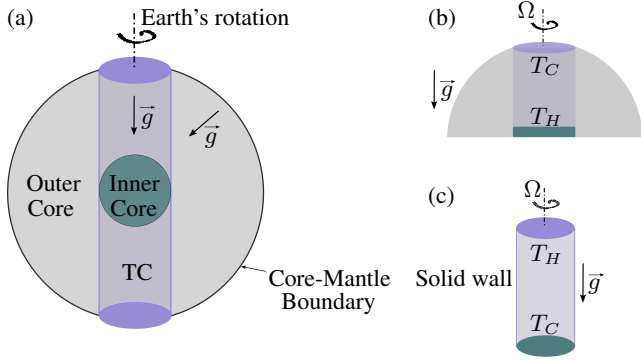 (a)
Earth's rotation
g
g
Outer
Core
Inner
Core
TC
Core-Mantle
Boundary
(b)
Ω
g
T_C
T_H
(c)
Ω
T_H
Solid wall
g
T_C